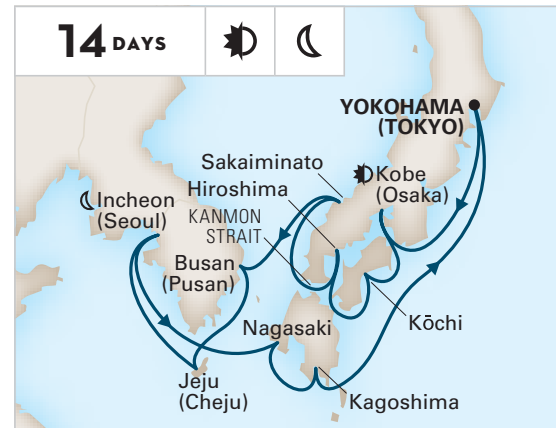 14 DAYS
YOKOHAMA
(TOKYO)
Sakaiminato
Kobe
(Osaka)
Hiroshima
Incheon
(Seoul)
KANMON
STRAIT
Busan
(Pusan)
Kōchi
Nagasaki
Jeju
(Cheju)
Kagoshima